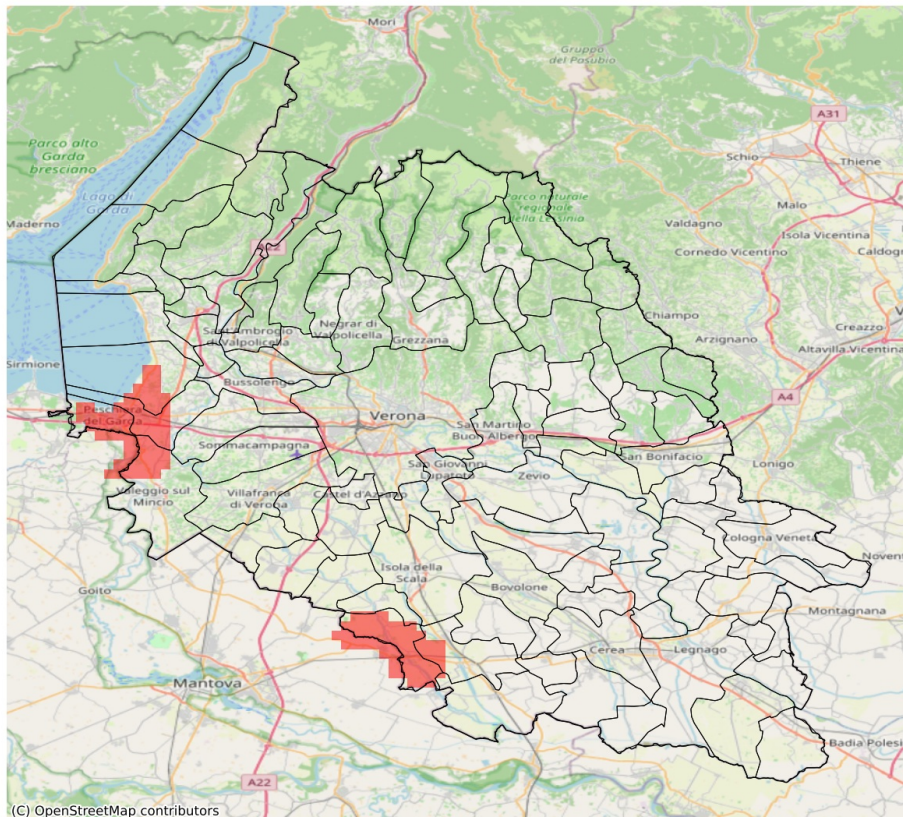 Mori
Gruppo
del Pasubio
A31
Parco alto
Garda
bresciano
Schio
Thiene
Lago di
Garda
Maderno
Parco naturale
regionale
della Lessinia
Malo
Valdagno
Isola Vicentina
Cornedo Vicentino
A22
Chiampo
Sant'Ambrogio
di Valpolicella
Negrar di
Valpolicella
Grezzana
Arzignano
Creazzo
Altavilla Vicentina
Sirmione
Bussolengo
A4
Peschiera
del Garda
Verona
Sommacampagna
San Martino
Buon Albergo
San Giovanni
Lupatoto
Zevio
San Bonifacio
Lonigo
Valeggio sul
Mincio
Villafranca
di Verona
Castel d'Azzano
Cologna Veneta
Isola della
Scala
Goito
Bovolone
Montagnana
Cerea
Legnago
Mantova
Badia Polesi
A22
(C) OpenStreetMap contributors